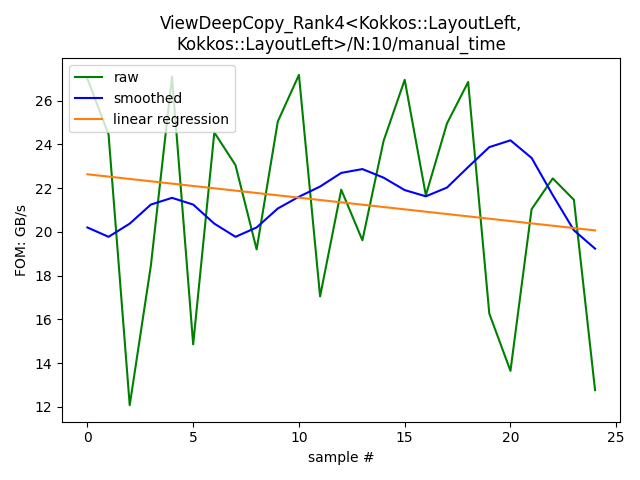 ViewDeepCopy_Rank4<Kokkos::LayoutLeft,
Kokkos::LayoutLeft>/N:10/manual_time
raw
smoothed
linear regression
FOM: GB/s
26
24
22
20
18
16
14
12
0 5 10 15 20 25
sample #